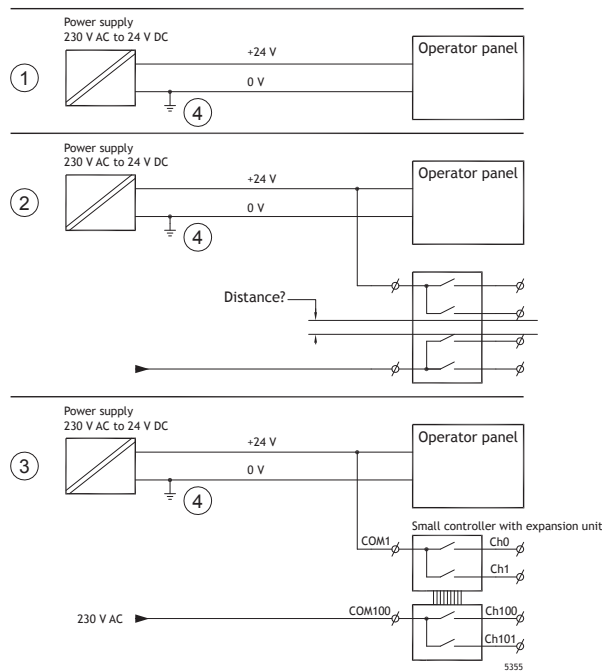 Power supply
230 V AC to 24 V DC
+24 V
Operator panel
1
0 V
4
Power supply
230 V AC to 24 V DC
+24 V
Operator panel
2
0 V
4
Distance?
Power supply
230 V AC to 24 V DC
+24 V
Operator panel
3
0 V
4
Small controller with expansion unit
COM1
Ch0
Ch1
230 V AC
COM100
Ch100
Ch101
5355